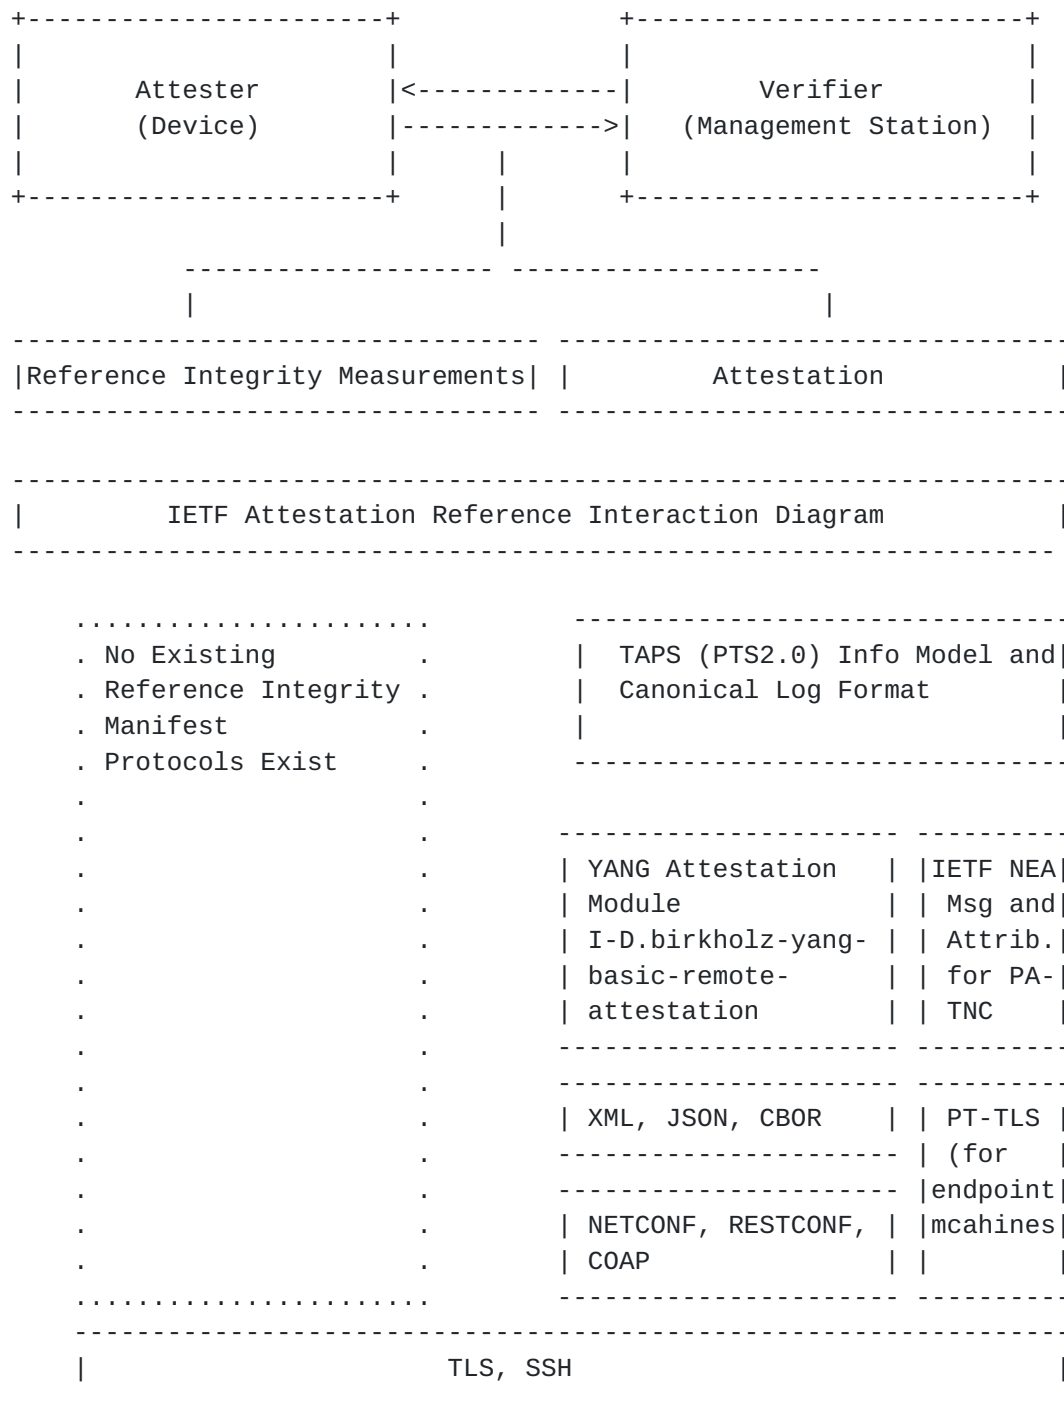 +-----------------------+              +-------------------------+
|                       |              |                         |
|       Attester        |<-------------|        Verifier         |
|       (Device)        |------------->|   (Management Station)  |
|                       |      |       |                         |
+-----------------------+      |       +-------------------------+
                               |
           -------------------- --------------------
           |                                        |
---------------------------------- ---------------------------------
|Reference Integrity Measurements| |         Attestation           |
---------------------------------- ---------------------------------
--------------------------------------------------------------------
|         IETF Attestation Reference Interaction Diagram           |
-------------------------------------------------------------------
    .......................         --------------------------------
    . No Existing         .         |  TAPS (PTS2.0) Info Model and|
    . Reference Integrity .         |  Canonical Log Format        |
    . Manifest            .         |                              |
    . Protocols Exist     .         --------------------------------
    .                     .
    .                     .        ---------------------- ----------
    .                     .        | YANG Attestation   | |IETF NEA|
    .                     .        | Module             | | Msg and|
    .                     .        | I-D.birkholz-yang- | | Attrib.|
    .                     .        | basic-remote-      | | for PA-|
    .                     .        | attestation        | | TNC    |
    .                     .        ---------------------- ----------
    .                     .        ---------------------- ----------
    .                     .        | XML, JSON, CBOR    | | PT-TLS |
    .                     .        ---------------------- | (for   |
    .                     .        ---------------------- |endpoint|
    .                     .        | NETCONF, RESTCONF, | |mcahines|
    .                     .        | COAP               | |        |
    .......................        ---------------------- ----------
    ----------------------------------------------------------------
    |                       TLS, SSH                               |